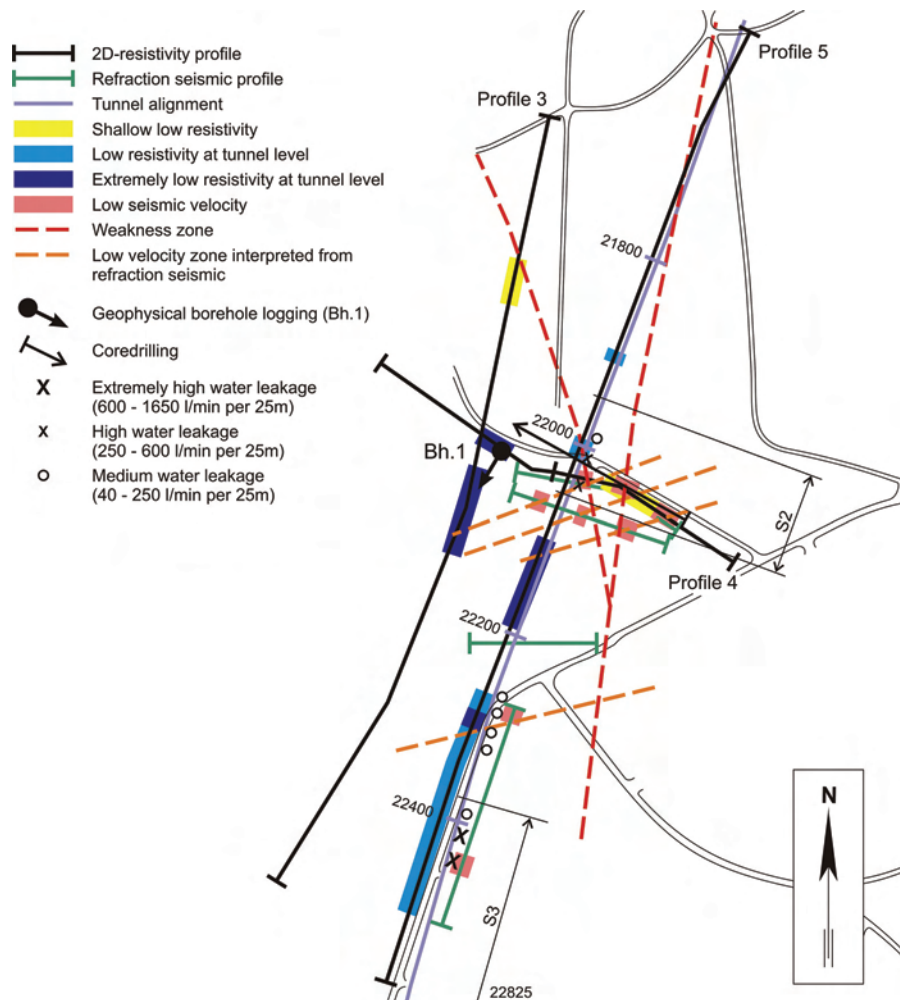 2D-resistivity profile
Refraction seismic profile
Tunnel alignment
Shallow low resistivity
Low resistivity at tunnel level
Extremely low resistivity at tunnel level
Low seismic velocity
Weakness zone
Low velocity zone interpreted from
refraction seismic
Geophysical borehole logging (Bh.1)
Coredrilling
X Extremely high water leakage
(600 - 1650 l/min per 25m)
x High water leakage
(250 - 600 l/min per 25m)
Medium water leakage
(40 - 250 l/min per 25m)
Profile 5
Profile 3
21800
22000
Bh.1
S2
Profile 4
22200
22400
S3
22825
N
X
X
X
x